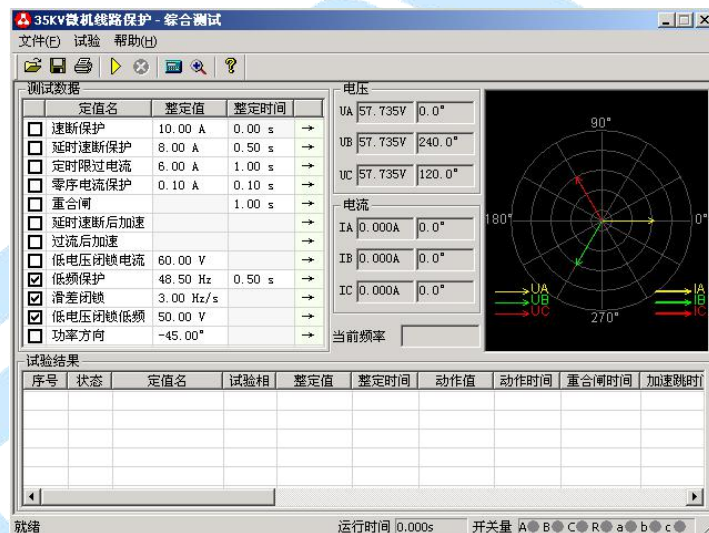 35KV微机线路保护 - 综合测试
文件(F) 试验 帮助(H)
测试数据
定值名 整定值 整定时间
速断保护 10.00 A 0.00 s →
延时速断保护 8.00 A 0.50 s →
定时限过电流 6.00 A 1.00 s →
零序电流保护 0.10 A 0.10 s →
重合闸 1.00 s →
延时速断后加速 →
过流后加速 →
低电压闭锁电流 60.00 V →
低频保护 48.50 Hz 0.50 s →
滑差闭锁 3.00 Hz/s →
低电压闭锁低频 50.00 V →
功率方向 -45.00° →
电压
UA 57.735V 0.0°
UB 57.735V 240.0°
UC 57.735V 120.0°
电流
IA 0.000A 0.0°
IB 0.000A 0.0°
IC 0.000A 0.0°
当前频率
90°
180° 0°
270°
UA IA
UB IB
UC IC
试验结果
序号 状态 定值名 试验相 整定值 整定时间 动作值 动作时间 重合闸时间 加速跳时
就绪 运行时间 0.000s 开关量 A B C R a b c